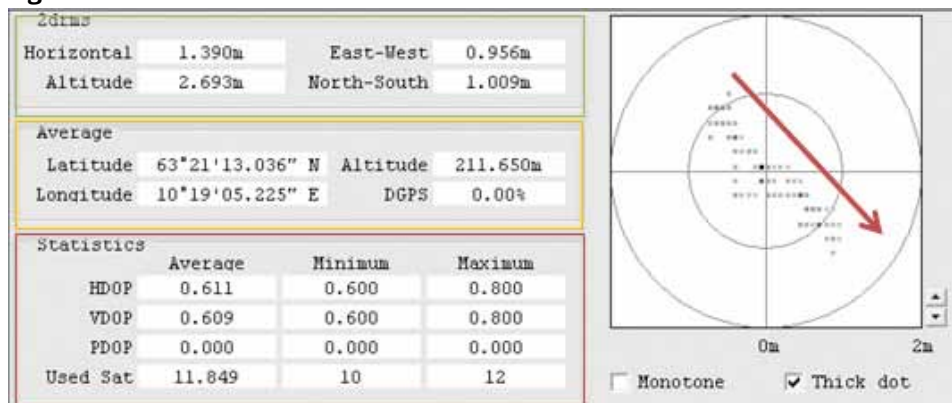 2drms
Horizontal 1.390m East-West 0.956m
Altitude 2.693m North-South 1.009m
Average
Latitude 63°21'13.036" N Altitude 211.650m
Longitude 10°19'05.225" E DGPS 0.00%
Statistics
Average Minimum Maximum
HDOP 0.611 0.600 0.800
VDOP 0.609 0.600 0.800
PDOP 0.000 0.000 0.000
Used Sat 11.849 10 12
0m 2m
Monotone Thick dot